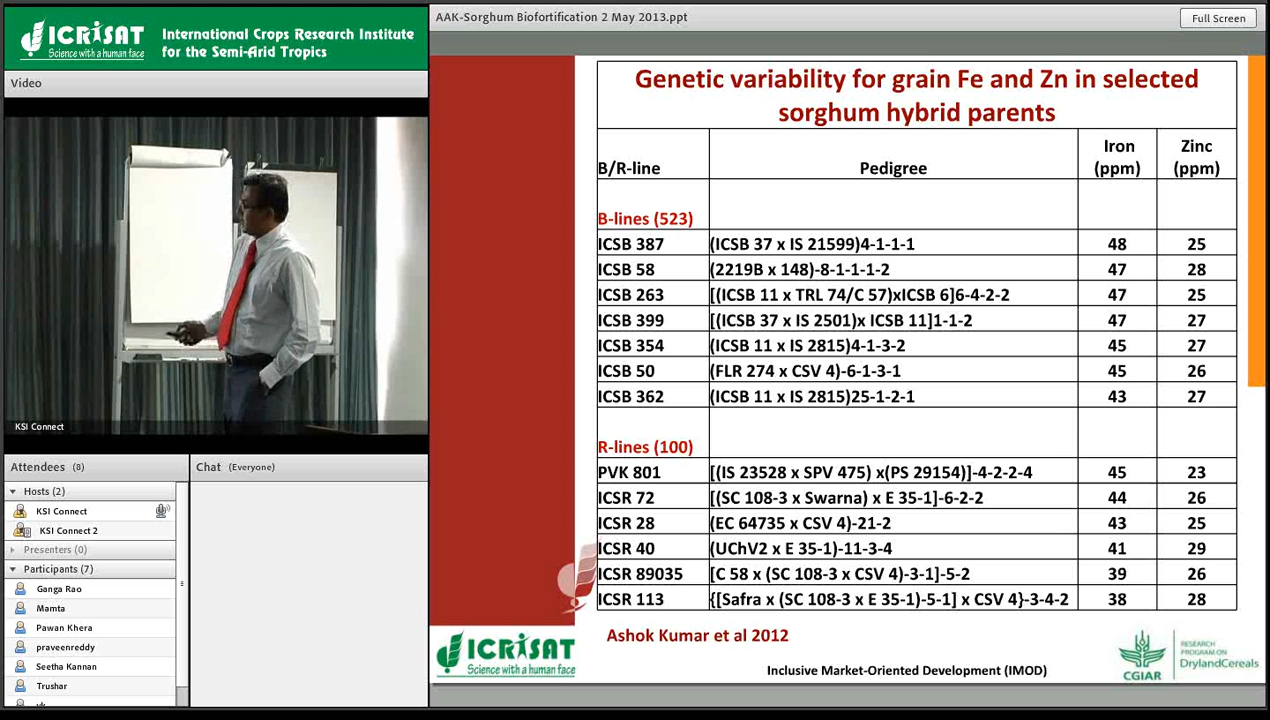 AAK-Sorghum Biofortification 2 May 2013.ppt
Full Screen
ICRISAT
Science with a human face
International Crops Research Institute
for the Semi-Arid Tropics
Video
KSI Connect
Attendees (8)
Hosts (2)
KSI Connect
KSI Connect 2
Presenters (0)
Participants (7)
Ganga Rao
Mamta
Pawan Khera
praveenreddy
Seetha Kannan
Trushar
Chat (Everyone)
Genetic variability for grain Fe and Zn in selected
sorghum hybrid parents
B/R-line Pedigree Iron (ppm) Zinc (ppm)
B-lines (523)
ICSB 387 (ICSB 37 x IS 21599)4-1-1-1 48 25
ICSB 58 (2219B x 148)-8-1-1-1-2 47 28
ICSB 263 [(ICSB 11 x TRL 74/C 57)xICSB 6]6-4-2-2 47 25
ICSB 399 [(ICSB 37 x IS 2501)x ICSB 11]1-1-2 47 27
ICSB 354 (ICSB 11 x IS 2815)4-1-3-2 45 27
ICSB 50 (FLR 274 x CSV 4)-6-1-3-1 45 26
ICSB 362 (ICSB 11 x IS 2815)25-1-2-1 43 27
R-lines (100)
PVK 801 [(IS 23528 x SPV 475) x(PS 29154)]-4-2-2-4 45 23
ICSR 72 [(SC 108-3 x Swarna) x E 35-1]-6-2-2 44 26
ICSR 28 (EC 64735 x CSV 4)-21-2 43 25
ICSR 40 (UChV2 x E 35-1)-11-3-4 41 29
ICSR 89035 [C 58 x (SC 108-3 x CSV 4)-3-1]-5-2 39 26
ICSR 113 {[Safra x (SC 108-3 x E 35-1)-5-1] x CSV 4}-3-4-2 38 28
Ashok Kumar et al 2012
ICRISAT
Science with a human face
Inclusive Market-Oriented Development (IMOD)
CGIAR
RESEARCH
PROGRAM ON
DrylandCereals